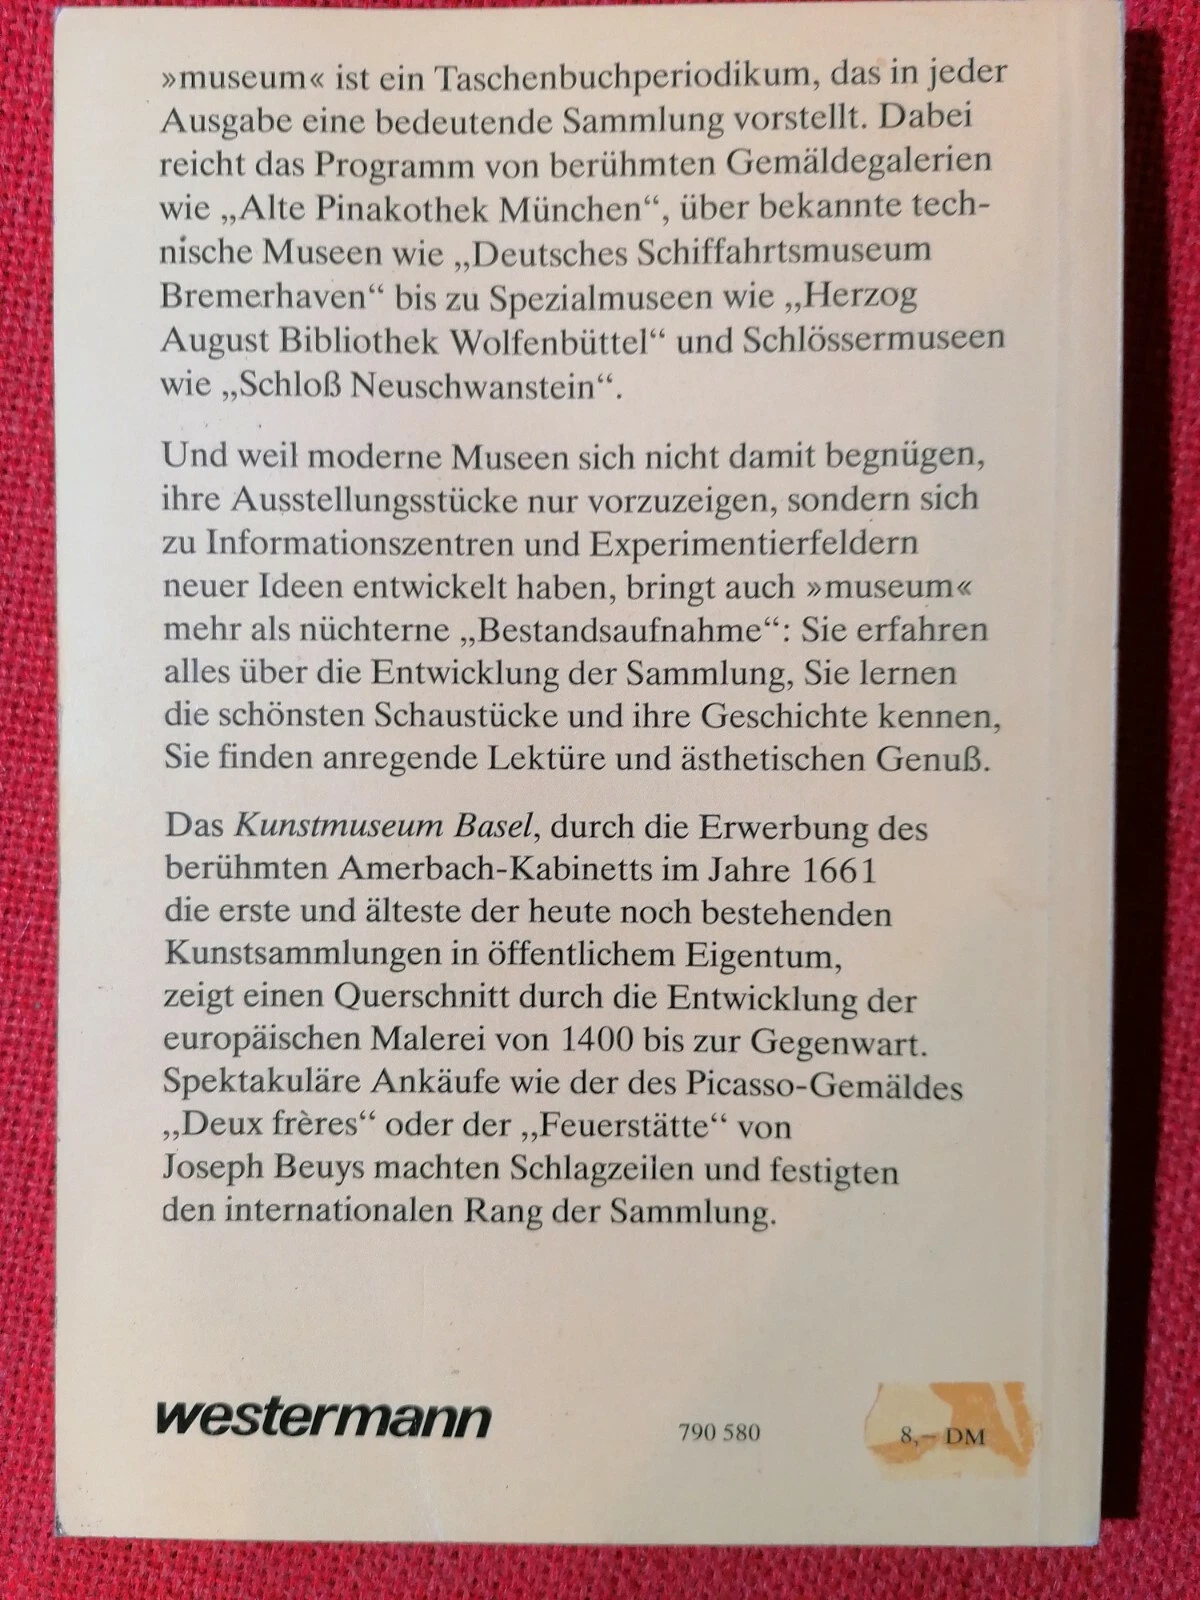 »museum« ist ein Taschenbuchperiodikum, das in jeder
Ausgabe eine bedeutende Sammlung vorstellt. Dabei
reicht das Programm von berühmten Gemäldegalerien
wie „Alte Pinakothek München“, über bekannte tech-
nische Museen wie „Deutsches Schiffahrtsmuseum
Bremerhaven“ bis zu Spezialmuseen wie „Herzog
August Bibliothek Wolfenbüttel“ und Schlössermuseen
wie „Schloß Neuschwanstein“.
Und weil moderne Museen sich nicht damit begnügen,
ihre Ausstellungsstücke nur vorzuzeigen, sondern sich
zu Informationszentren und Experimentierfeldern
neuer Ideen entwickelt haben, bringt auch »museum«
mehr als nüchterne „Bestandsaufnahme“: Sie erfahren
alles über die Entwicklung der Sammlung, Sie lernen
die schönsten Schaustücke und ihre Geschichte kennen,
Sie finden anregende Lektüre und ästhetischen Genuß.
Das Kunstmuseum Basel, durch die Erwerbung des
berühmten Amerbach-Kabinetts im Jahre 1661
die erste und älteste der heute noch bestehenden
Kunstsammlungen in öffentlichem Eigentum,
zeigt einen Querschnitt durch die Entwicklung der
europäischen Malerei von 1400 bis zur Gegenwart.
Spektakuläre Ankäufe wie der des Picasso-Gemäldes
„Deux frères“ oder der „Feuerstätte“ von
Joseph Beuys machten Schlagzeilen und festigten
den internationalen Rang der Sammlung.
westermann
790 580
8,– DM